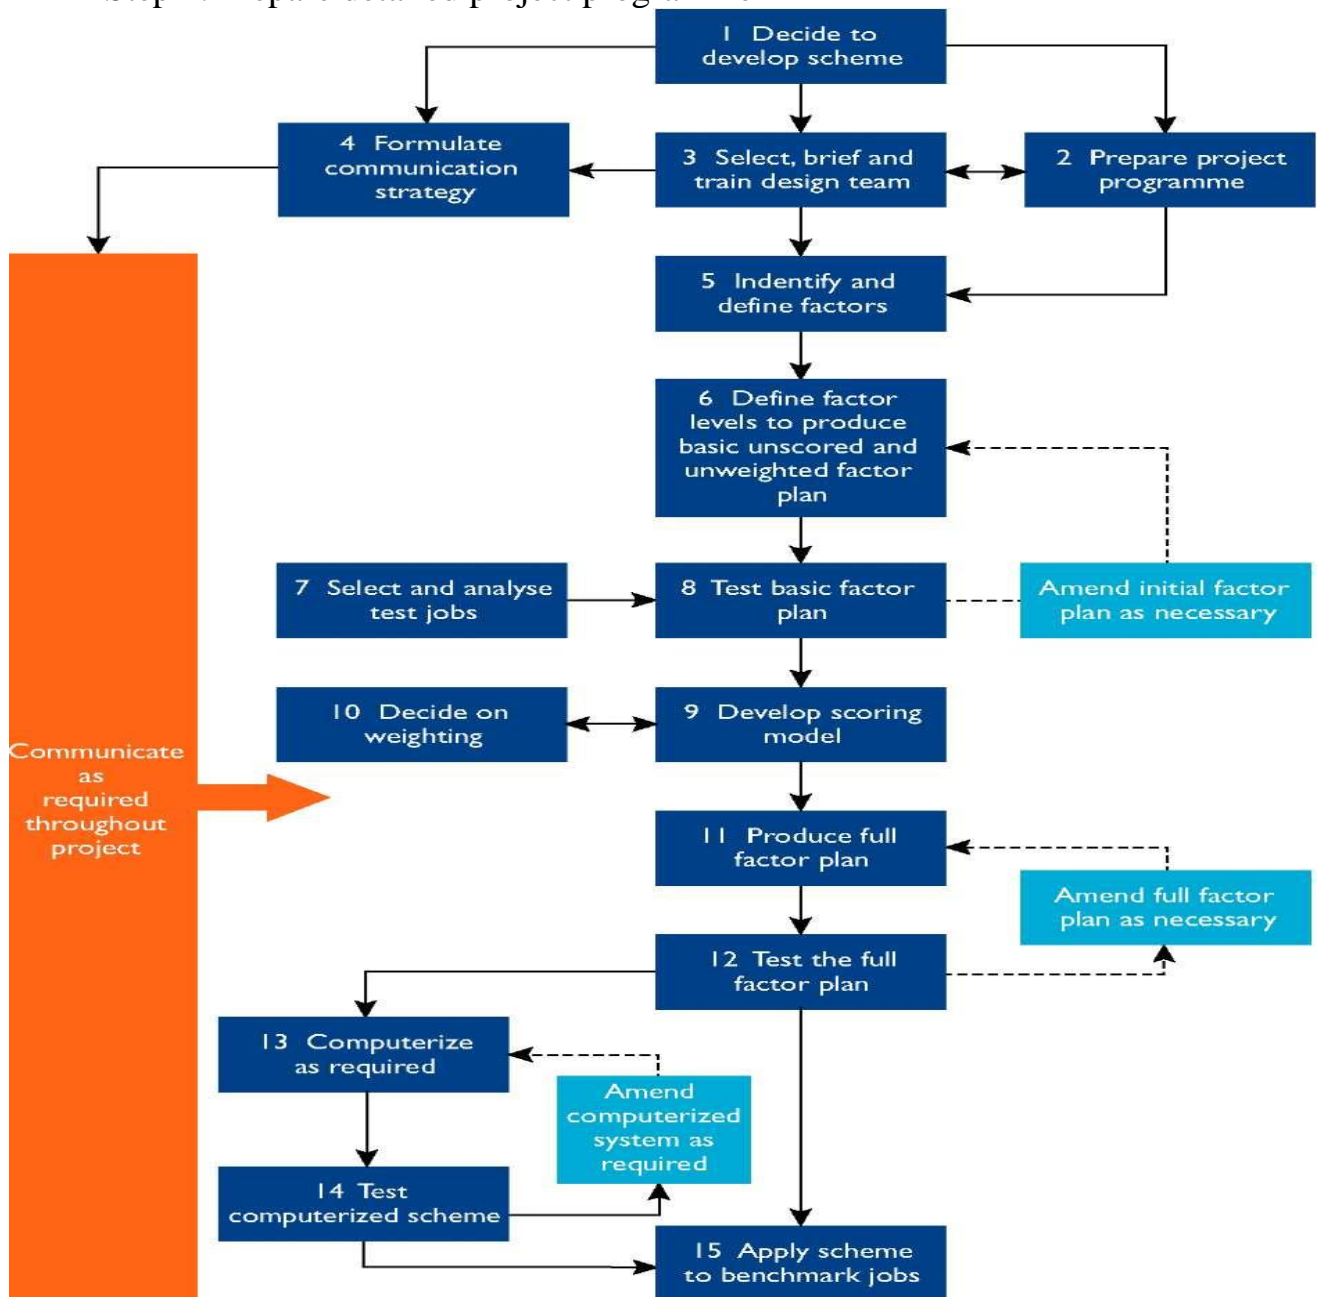 1 Decide to
develop scheme
4 Formulate
communication
strategy
3 Select, brief and
train design team
2 Prepare project
programme
5 Indentify and
define factors
6 Define factor
levels to produce
basic unscored and
unweighted factor
plan
7 Select and analyse
test jobs
8 Test basic factor
plan
Amend initial factor
plan as necessary
10 Decide on
weighting
9 Develop scoring
model
Communicate
as
required
throughout
project
11 Produce full
factor plan
Amend full factor
plan as necessary
12 Test the full
factor plan
13 Computerize
as required
Amend
computerized
system as
required
14 Test
computerized scheme
15 Apply scheme
to benchmark jobs